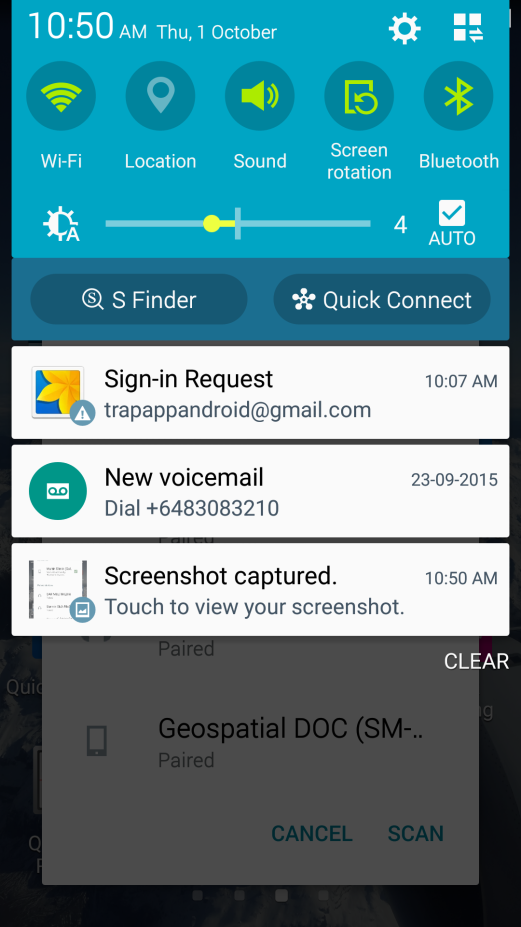 10:50 AM Thu, 1 October
Wi-Fi
Location
Sound
Screen
rotation
Bluetooth
A
4
AUTO
S Finder
Quick Connect
Sign-in Request
10:07 AM
trapappandroid@gmail.com
New voicemail
23-09-2015
Dial +6483083210
Paired
Screenshot captured.
10:50 AM
Touch to view your screenshot.
Paired
CLEAR
Geospatial DOC (SM-..
Paired
CANCEL
SCAN